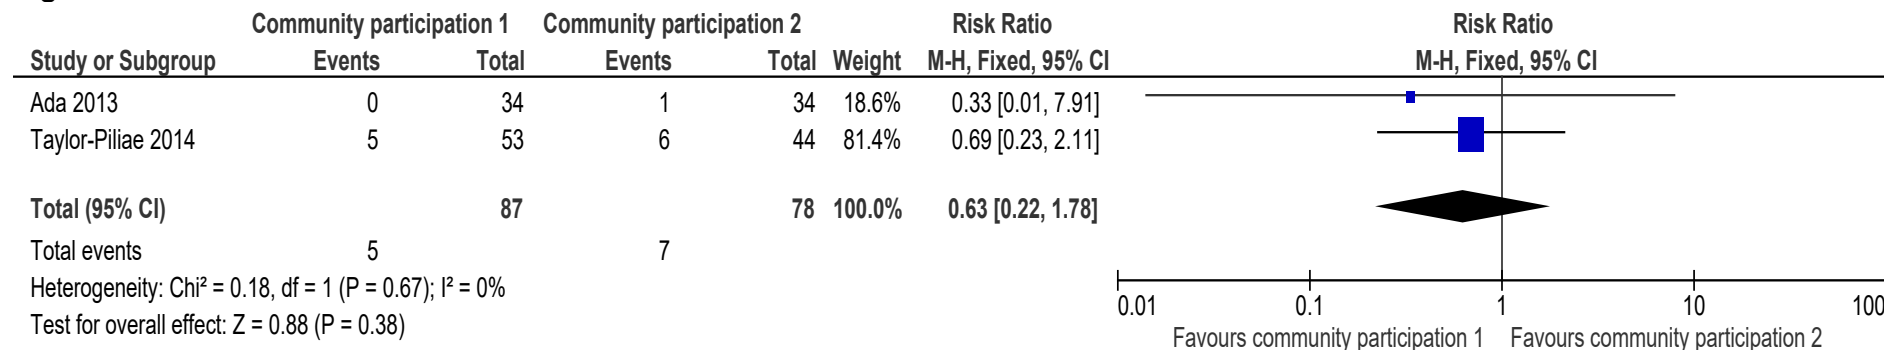 Community participation 1 Community participation 2 Risk Ratio Risk Ratio
Study or Subgroup Events Total Events Total Weight M-H, Fixed, 95% CI M-H, Fixed, 95% CI
Ada 2013 0 34 1 34 18.6% 0.33 [0.01, 7.91]
Taylor-Piliae 2014 5 53 6 44 81.4% 0.69 [0.23, 2.11]
Total (95% CI) 87 78 100.0% 0.63 [0.22, 1.78]
Total events 5 7
Heterogeneity: Chi² = 0.18, df = 1 (P = 0.67); I² = 0%
Test for overall effect: Z = 0.88 (P = 0.38)
0.01 0.1 1 10 100
Favours community participation 1 Favours community participation 2